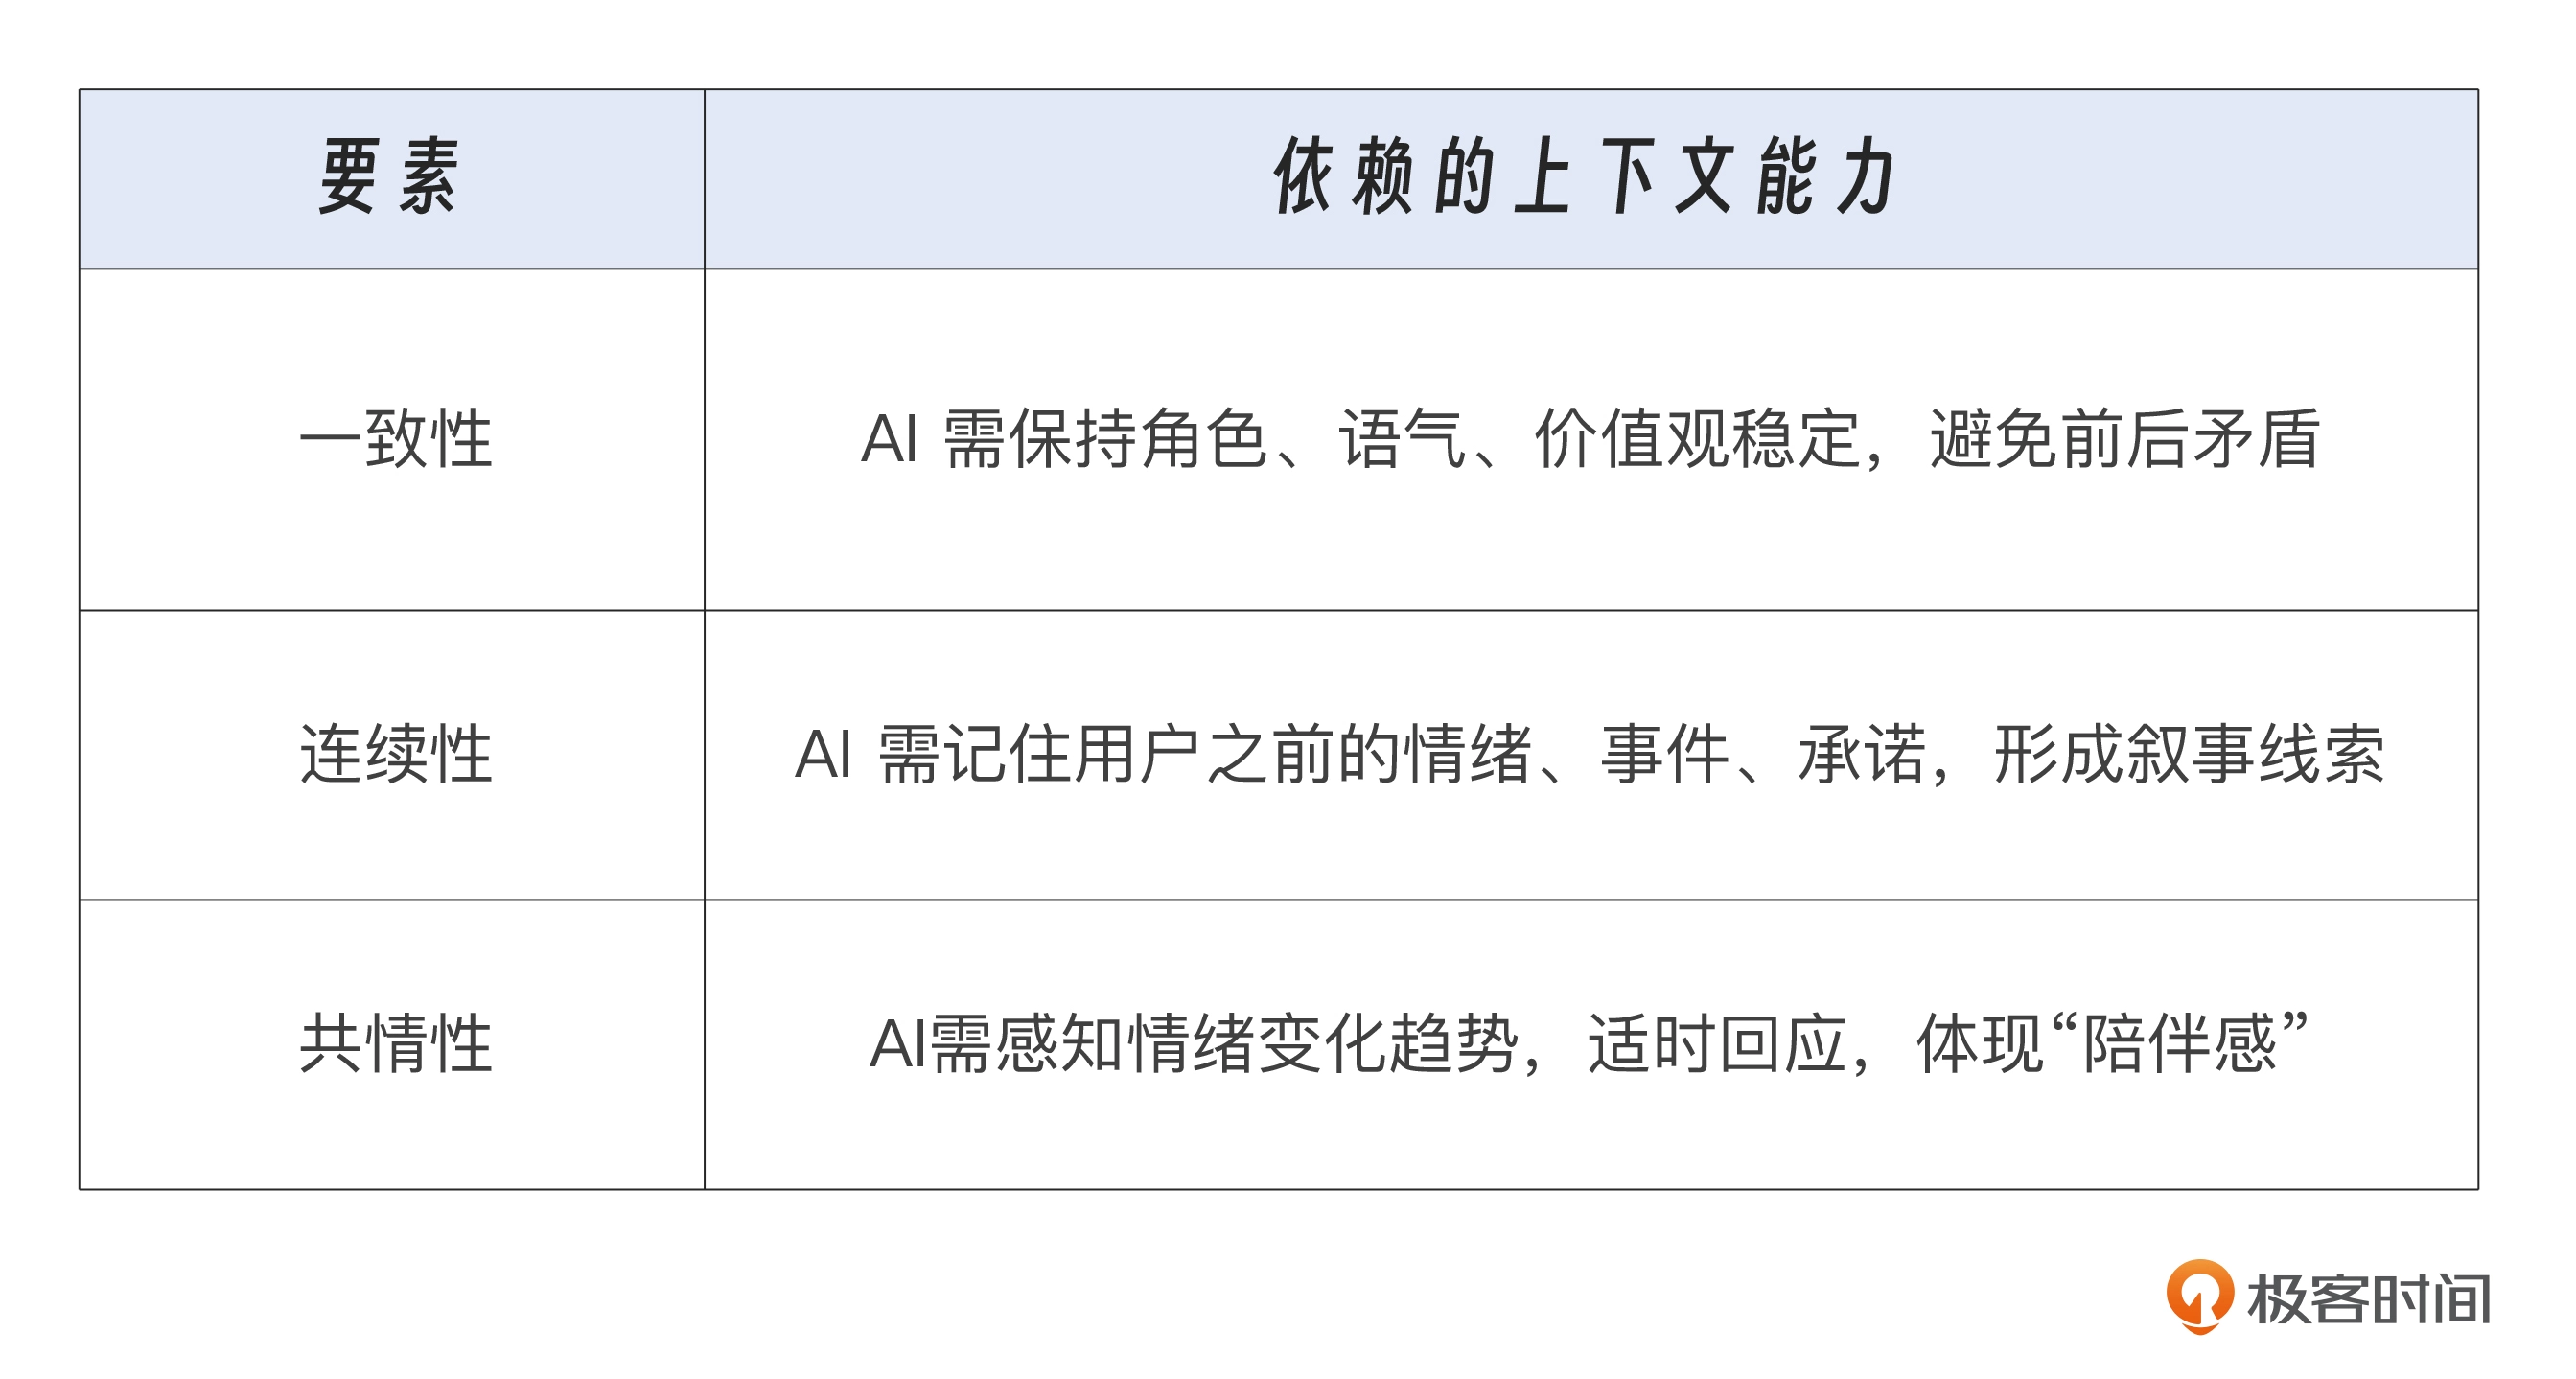 要素
依赖的上下文能力
一致性
AI 需保持角色、语气、价值观稳定，避免前后矛盾
连续性
AI 需记住用户之前的情绪、事件、承诺，形成叙事线索
共情性
AI需感知情绪变化趋势，适时回应，体现“陪伴感”
极客时间